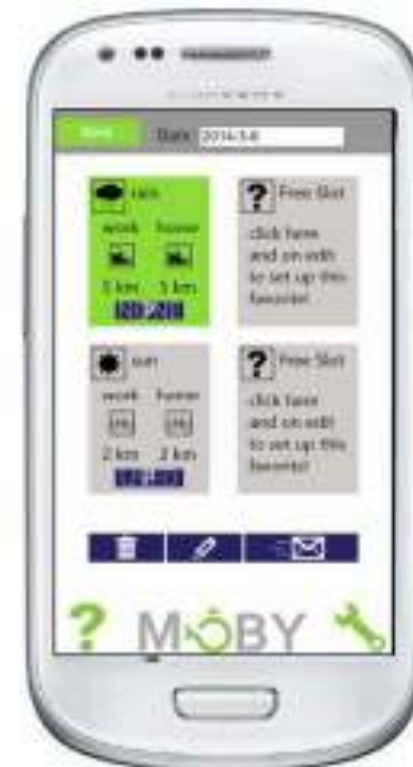 Date 2014-3-8
rain
work home
5 km 5 km
Free Slot
click here
and on edit
to set up this
favorite!
sun
work home
2 km 2 km
Free Slot
click here
and on edit
to set up this
favorite!
MOBY